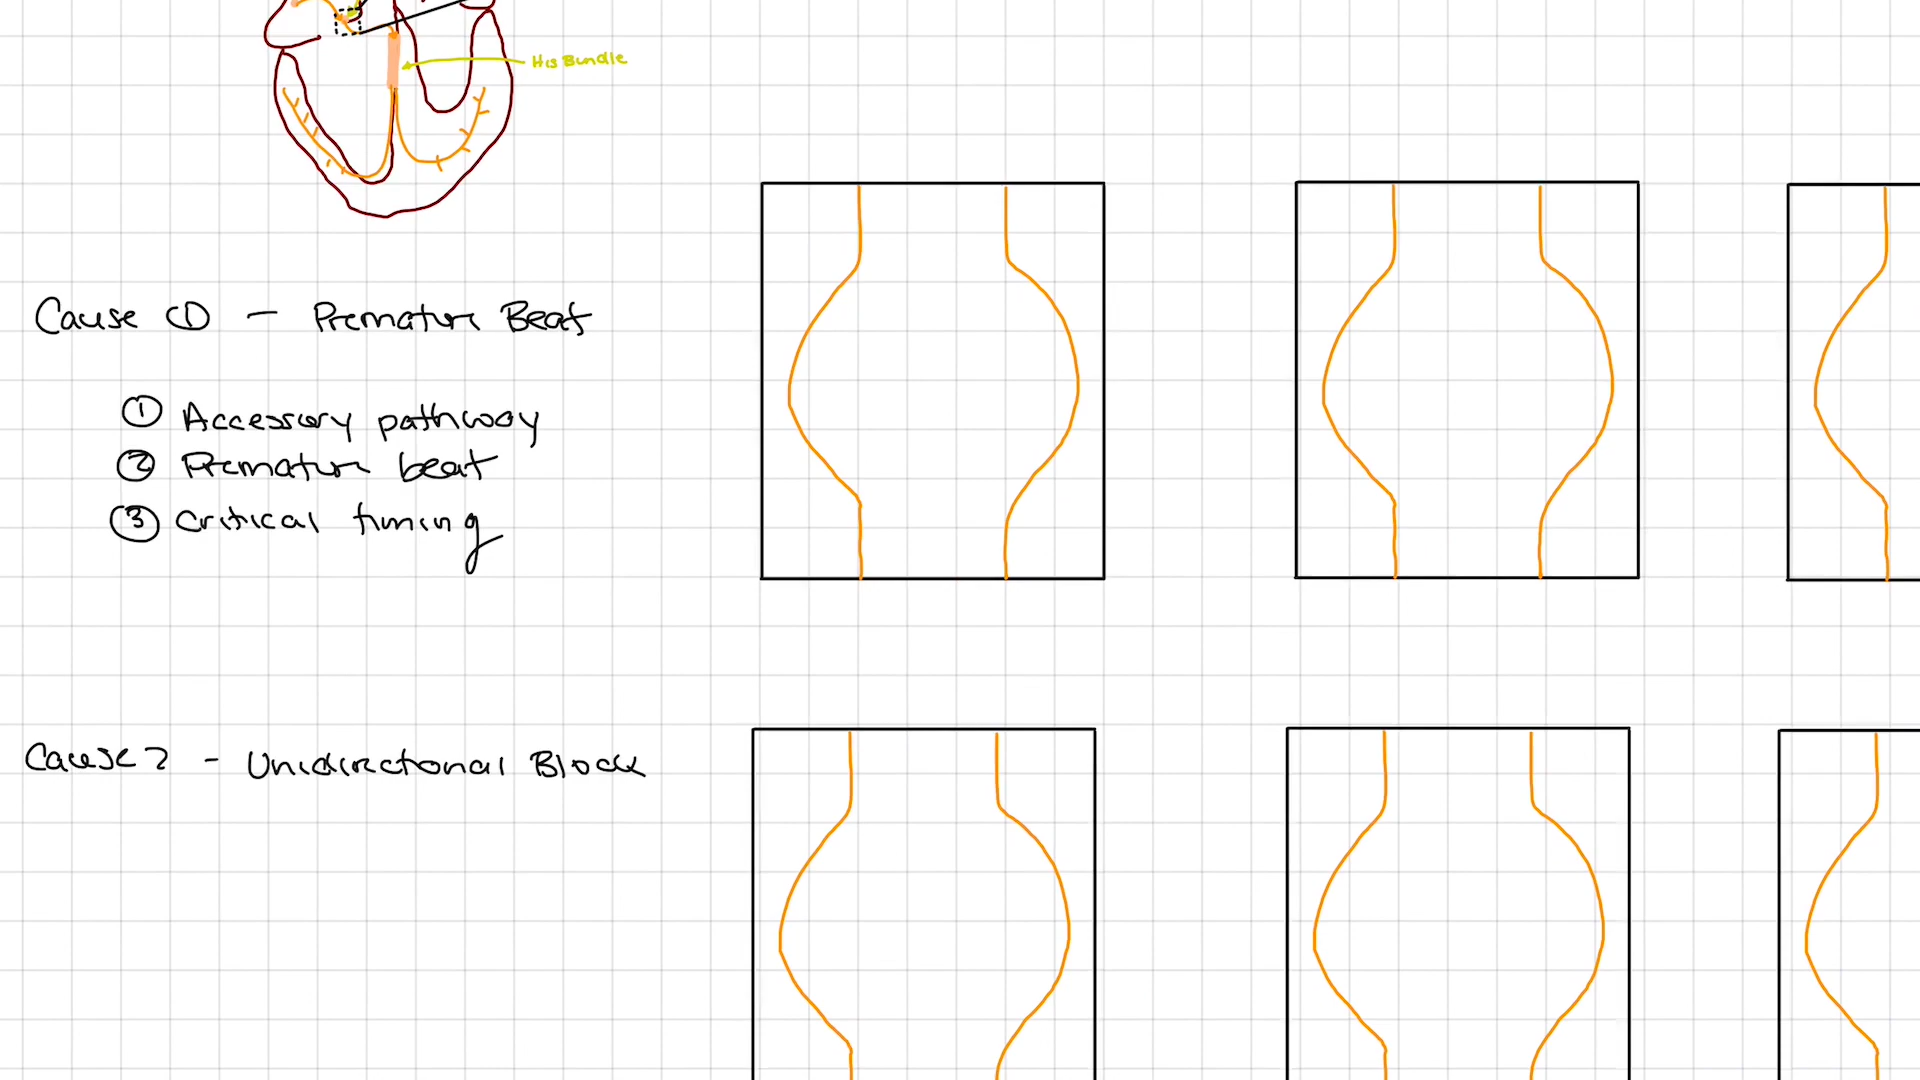 His Bundle
Cause ① - Premature Beat
① Accessory pathway
② Premature beat
③ Critical timing
Cause 2 - Unidirectional Block